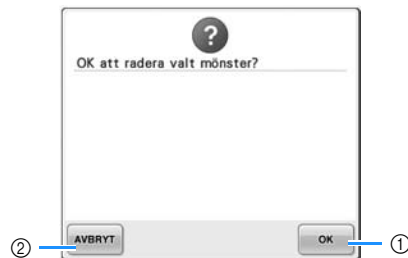 ?
OK att radera valt mönster?
② AVBRYT OK ①